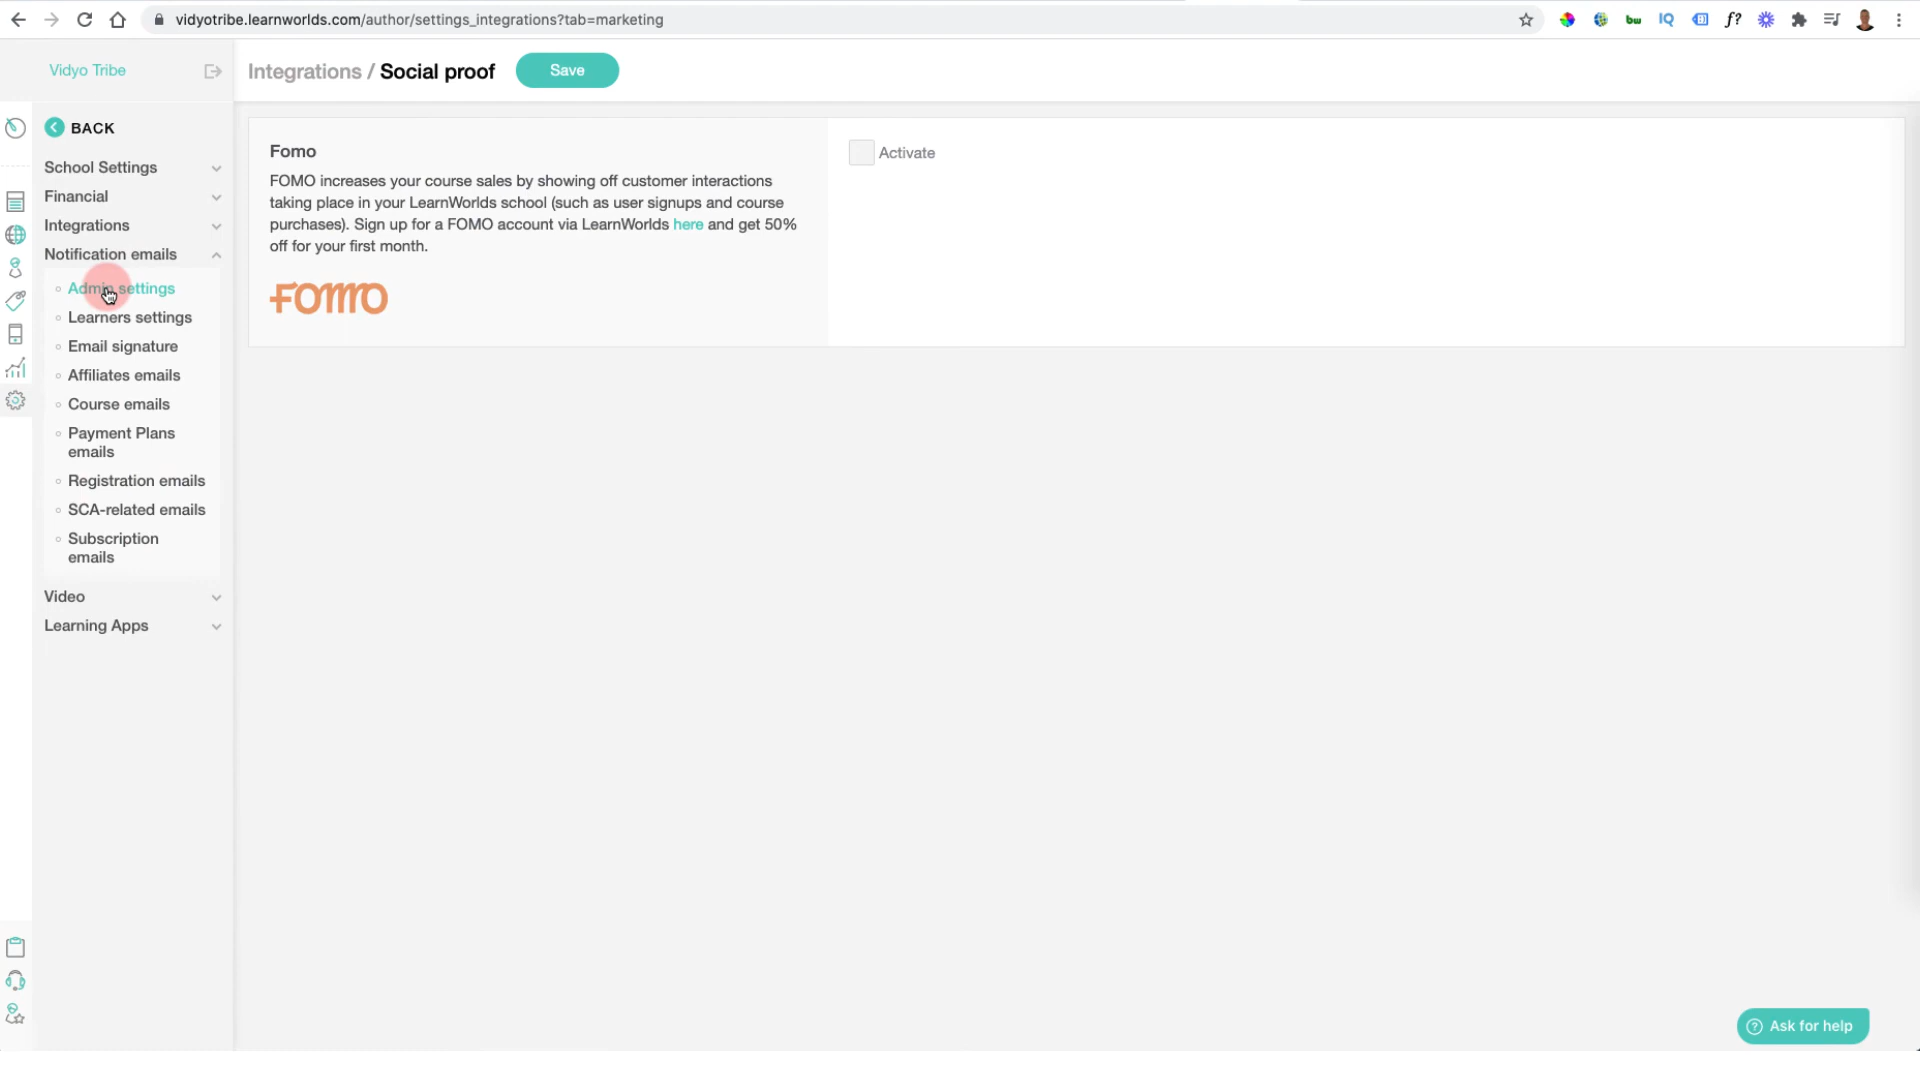 vidyotribe.learnworlds.com/author/settings_integrations?tab=marketing
bw
IQ
f?
Vidyo Tribe
Integrations / Social proof
Save
BACK
School Settings
Financial
Integrations
Notification emails
Admin settings
Learners settings
Email signature
Affiliates emails
Course emails
Payment Plans
emails
Registration emails
SCA-related emails
Subscription
emails
Video
Learning Apps
Fomo
FOMO increases your course sales by showing off customer interactions
taking place in your LearnWorlds school (such as user signups and course
purchases). Sign up for a FOMO account via LearnWorlds here and get 50%
off for your first month.
FOMO
Activate
? Ask for help